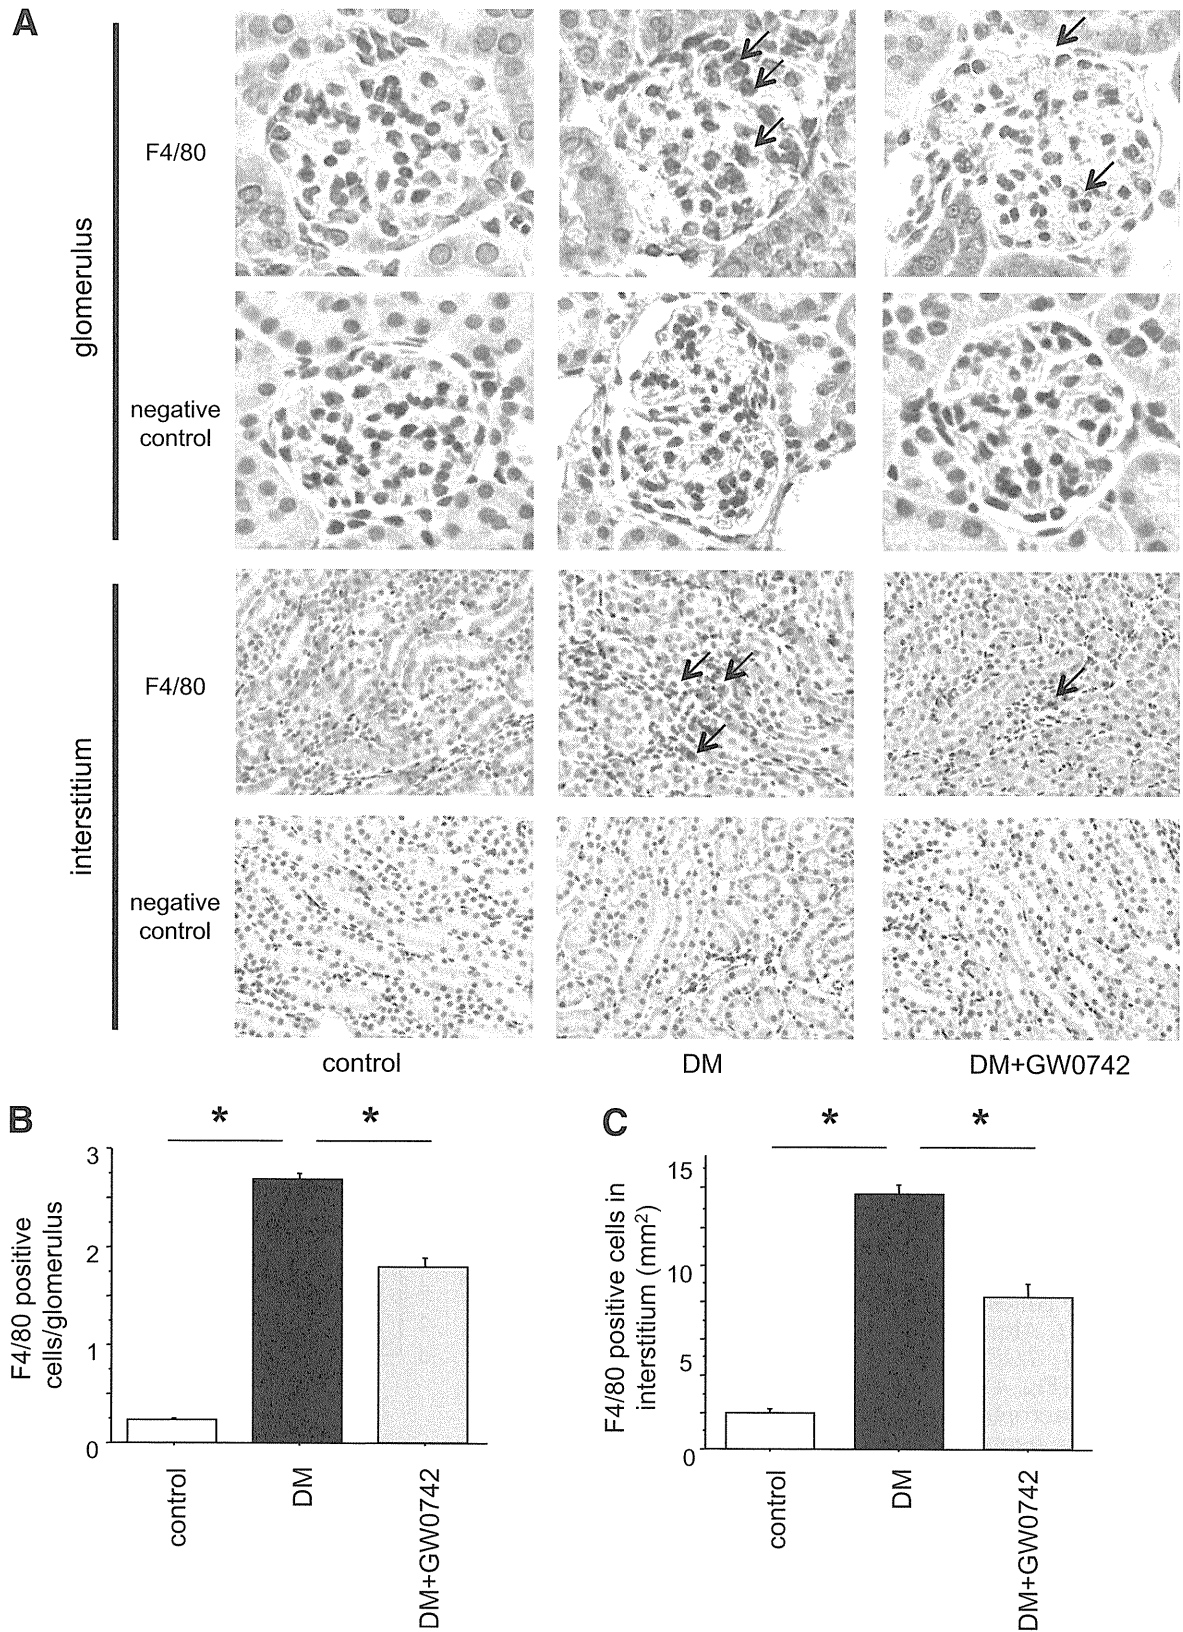 A
glomerulus
F4/80
negative
control
interstitium
F4/80
negative
control
control
DM
DM+GW0742
B
*
*
F4/80 positive
cells/glomerulus
3
2
1
0
control
DM
DM+GW0742
C
*
*
F4/80 positive cells in
interstitium (mm²)
15
10
5
0
control
DM
DM+GW0742